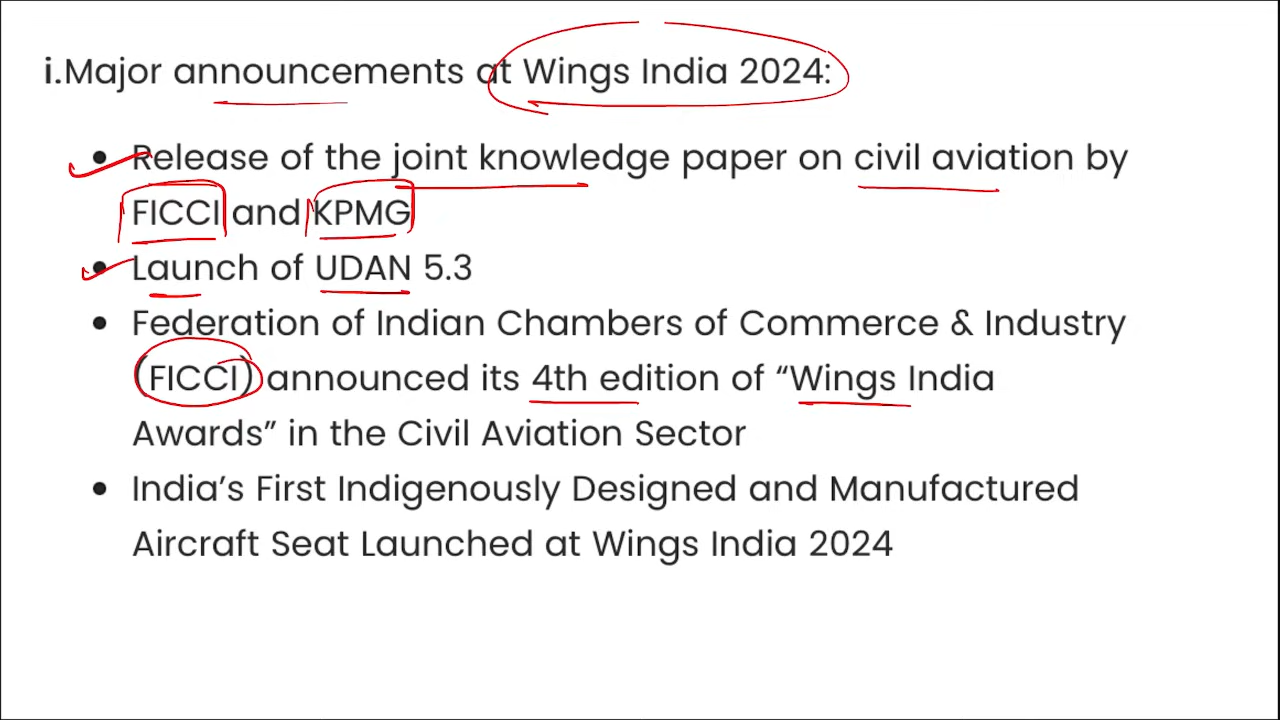 i.Major announcements at Wings India 2024:
• Release of the joint knowledge paper on civil aviation by
FICCI and KPMG
• Launch of UDAN 5.3
• Federation of Indian Chambers of Commerce & Industry
(FICCI) announced its 4th edition of “Wings India
Awards” in the Civil Aviation Sector
• India’s First Indigenously Designed and Manufactured
Aircraft Seat Launched at Wings India 2024